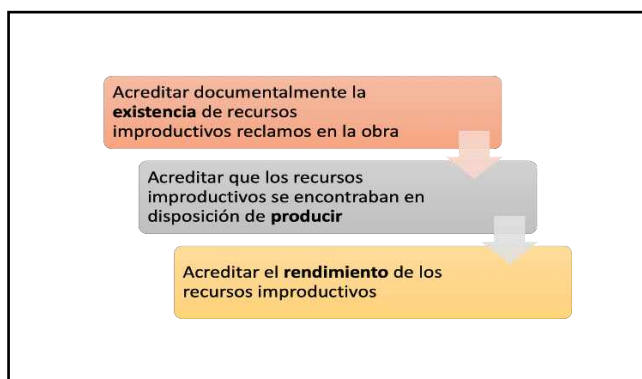 Acreditar documentalmente la
existencia de recursos
improductivos reclamos en la obra
Acreditar que los recursos
improductivos se encontraban en
disposición de producir
Acreditar el rendimiento de los
recursos improductivos